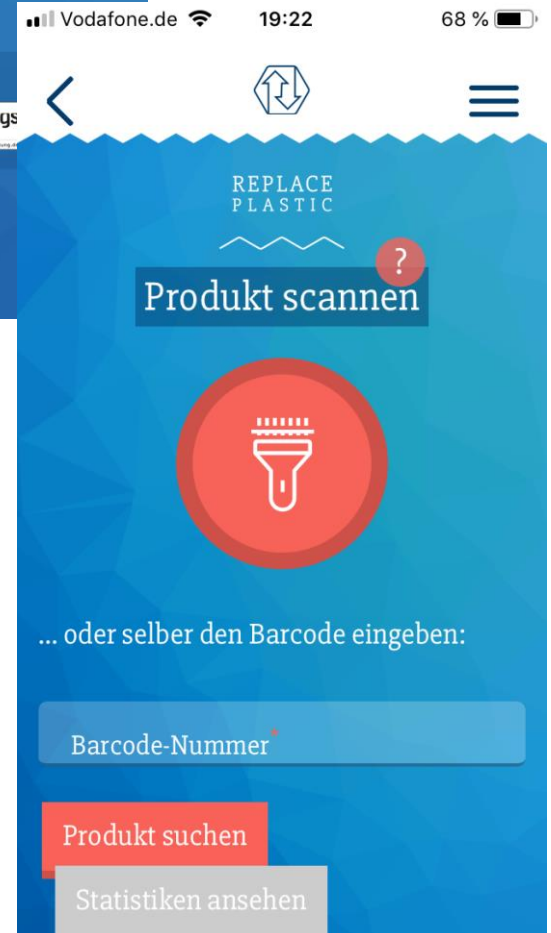 Vodafone.de 19:22 68 %
REPLACE
PLASTIC
?
Produkt scannen
... oder selber den Barcode eingeben:
Barcode-Nummer*
Produkt suchen
Statistiken ansehen